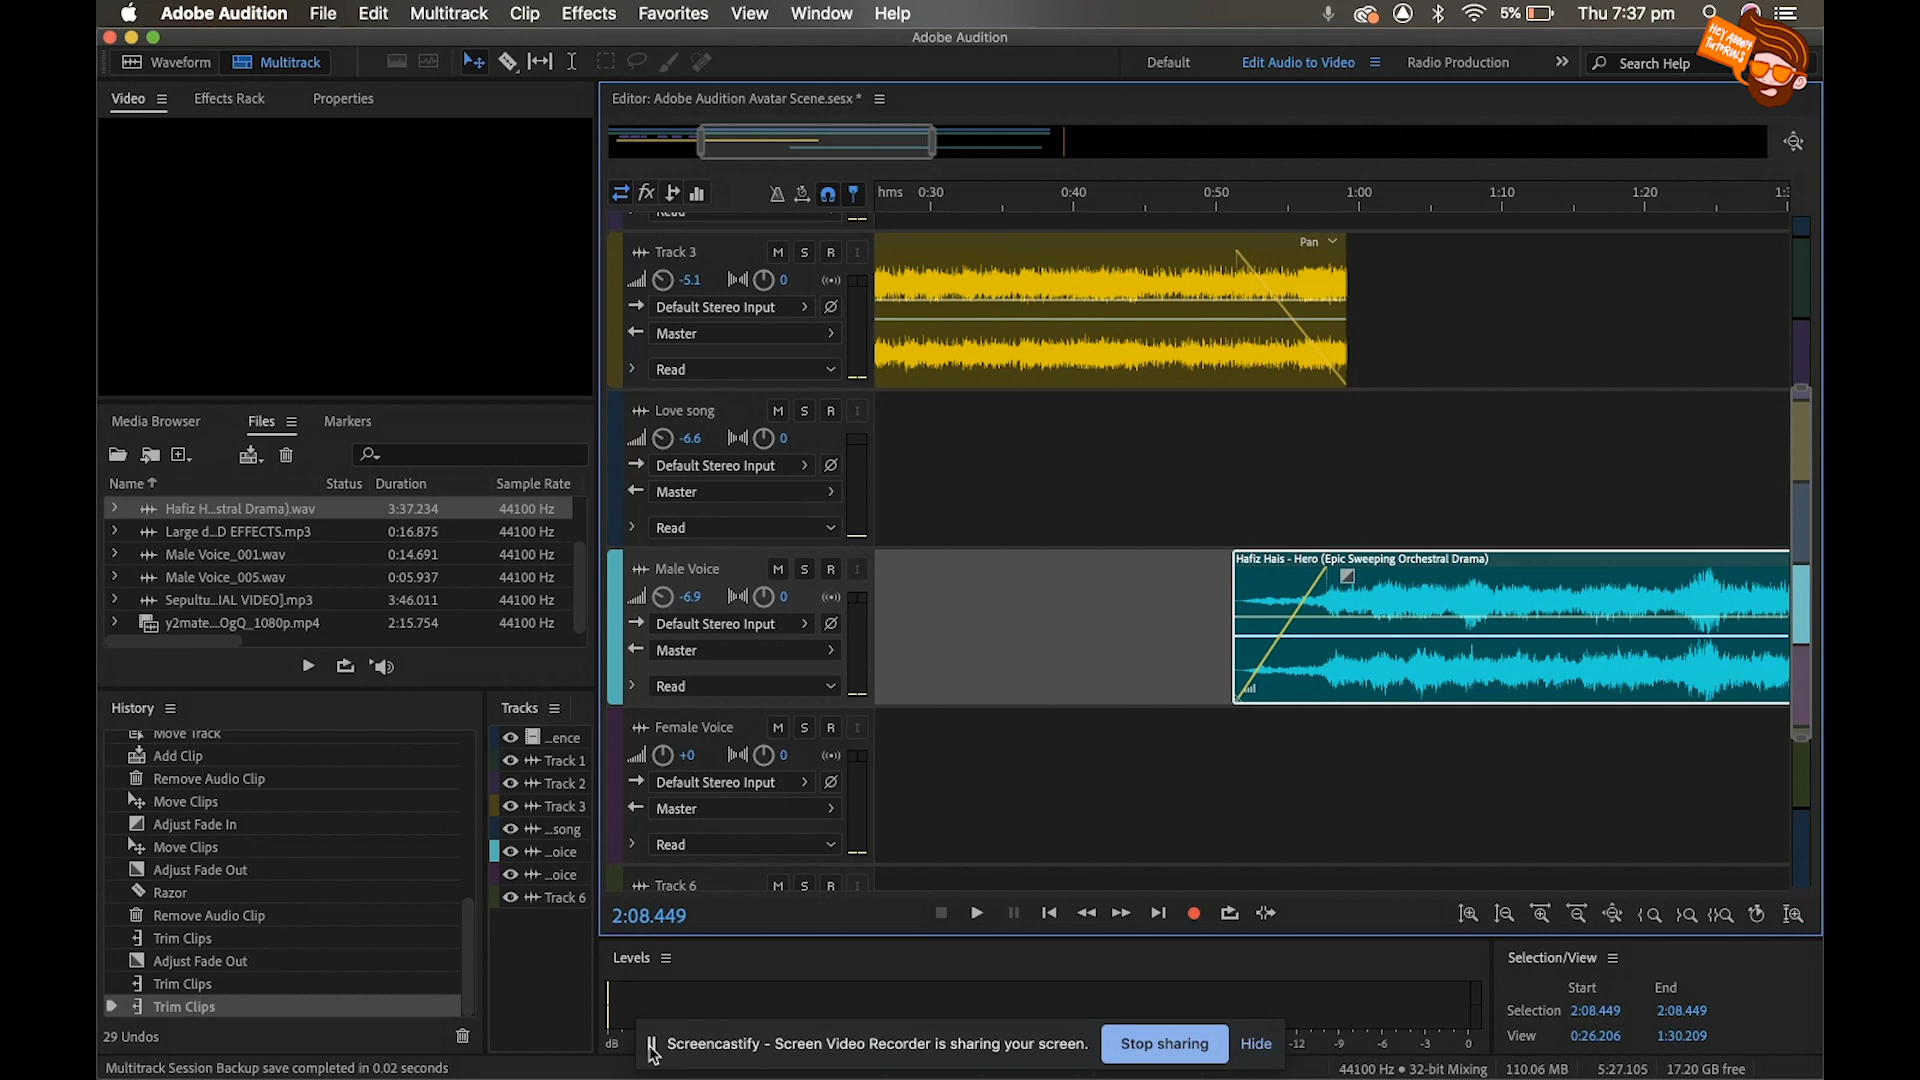 Adobe Audition File Edit Multitrack Clip Effects Favorites View Window Help 5% Thu 7:37 pm
Adobe Audition
HEY ABBOTT TUTORIALS
Waveform Multitrack Default Edit Audio to Video Radio Production Search Help
Video Effects Rack Properties
Editor: Adobe Audition Avatar Scene.sesx *
hms 0:30 0:40 0:50 1:00 1:10 1:20 1:3
Read
Track 3 M S R I
Pan
-5.1 0
Default Stereo Input
Master
Read
Love song M S R I
-6.6 0
Default Stereo Input
Master
Read
Male Voice M S R I
-6.9 0
Default Stereo Input
Master
Read
Hafiz Hais - Hero (Epic Sweeping Orchestral Drama)
Female Voice M S R I
+0 0
Default Stereo Input
Master
Read
Track 6 M S R I
Media Browser Files Markers
Name Status Duration Sample Rate
Hafiz H...stral Drama).wav 3:37.234 44100 Hz
Large d...D EFFECTS.mp3 0:16.875 44100 Hz
Male Voice_001.wav 0:14.691 44100 Hz
Male Voice_005.wav 0:05.937 44100 Hz
Sepultu...IAL VIDEO].mp3 3:46.011 44100 Hz
y2mate....OgQ_1080p.mp4 2:15.754 44100 Hz
History
Move Track
Add Clip
Remove Audio Clip
Move Clips
Adjust Fade In
Move Clips
Adjust Fade Out
Razor
Remove Audio Clip
Trim Clips
Adjust Fade Out
Trim Clips
Trim Clips
29 Undos
Tracks
...ence
Track 1
Track 2
Track 3
...song
...oice
...oice
Track 6
2:08.449
Levels
dB -12 -9 -6 -3 0
Screencastify - Screen Video Recorder is sharing your screen. Stop sharing Hide
Selection/View
Start End
Selection 2:08.449 2:08.449
View 0:26.206 1:30.209
Multitrack Session Backup save completed in 0.02 seconds
44100 Hz • 32-bit Mixing 110.06 MB 5:27.105 17.20 GB free